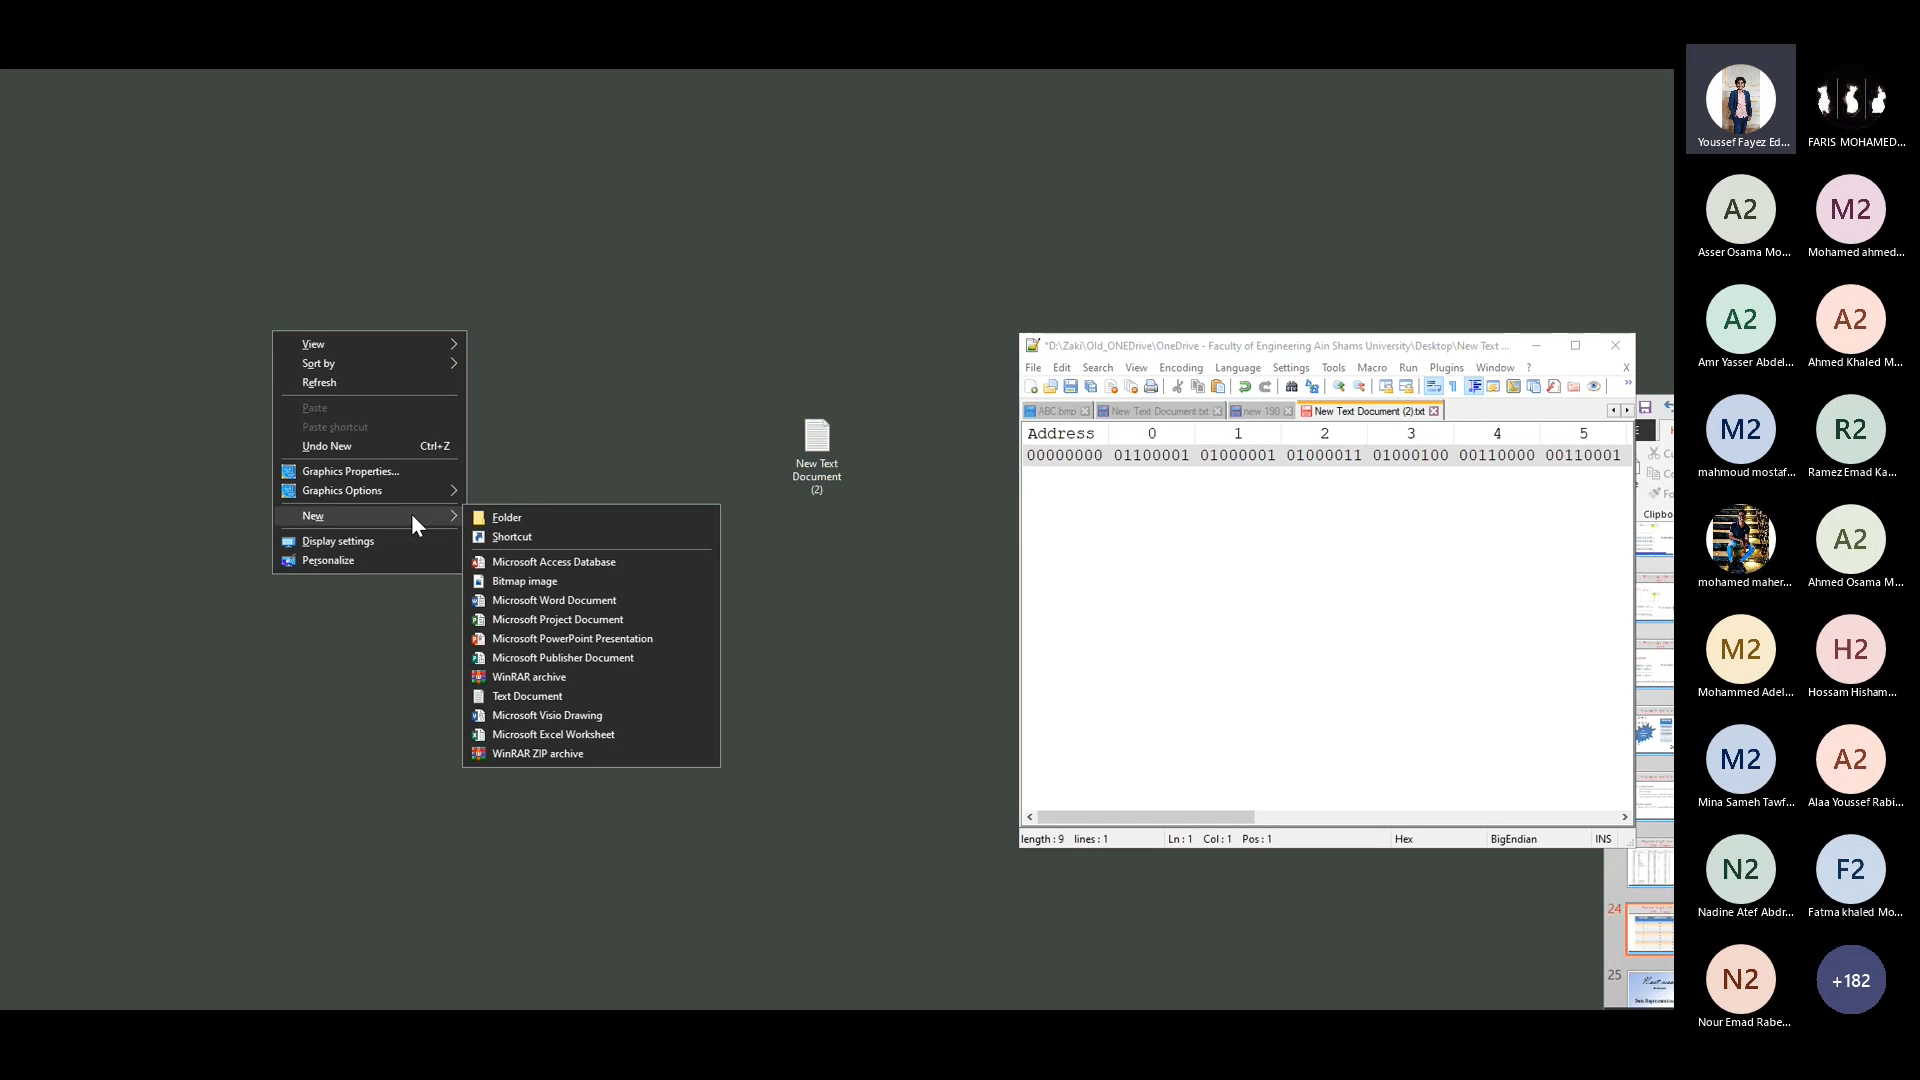 View
Sort by
Refresh
Paste
Paste shortcut
Undo New Ctrl+Z
Graphics Properties...
Graphics Options
New
Display settings
Personalize
Folder
Shortcut
Microsoft Access Database
Bitmap image
Microsoft Word Document
Microsoft Project Document
Microsoft PowerPoint Presentation
Microsoft Publisher Document
WinRAR archive
Text Document
Microsoft Visio Drawing
Microsoft Excel Worksheet
WinRAR ZIP archive
New Text
Document
(2)
*D:\Zaki\Old_ONEDrive\OneDrive - Faculty of Engineering Ain Shams University\Desktop\New Text ...
File Edit Search View Encoding Language Settings Tools Macro Run Plugins Window ? X
ABC.bmp New Text Document.txt new 190 New Text Document (2).txt
Address 0 1 2 3 4 5
00000000 01100001 01000001 01000011 01000100 00110000 00110001
length : 9 lines : 1 Ln : 1 Col : 1 Pos : 1 Hex BigEndian INS
Clipbo
24
25
Youssef Fayez Ed... FARIS MOHAMED...
A2 M2
Asser Osama Mo... Mohamed ahmed...
A2 A2
Amr Yasser Abdel... Ahmed Khaled M...
M2 R2
mahmoud mostaf... Ramez Emad Ka...
A2
mohamed maher... Ahmed Osama M...
M2 H2
Mohammed Adel... Hossam Hisham...
M2 A2
Mina Sameh Tawf... Alaa Youssef Rabi...
N2 F2
Nadine Atef Abdr... Fatma khaled Mo...
N2 +182
Nour Emad Rabe...